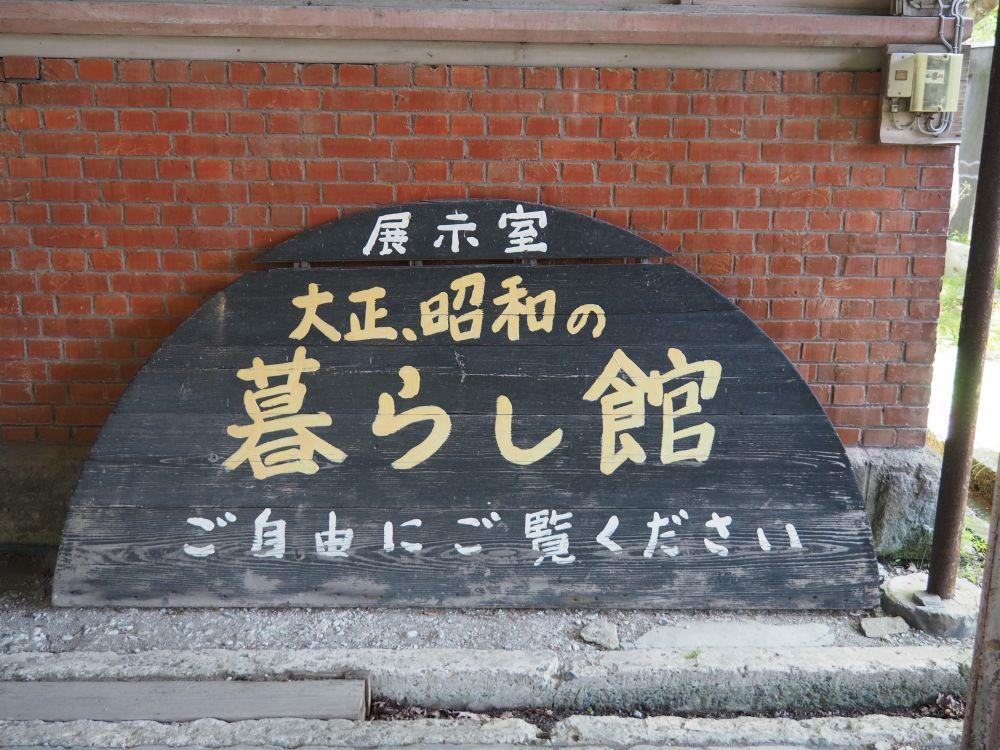 展示室
大正、昭和の
暮らし館
ご自由にご覧ください